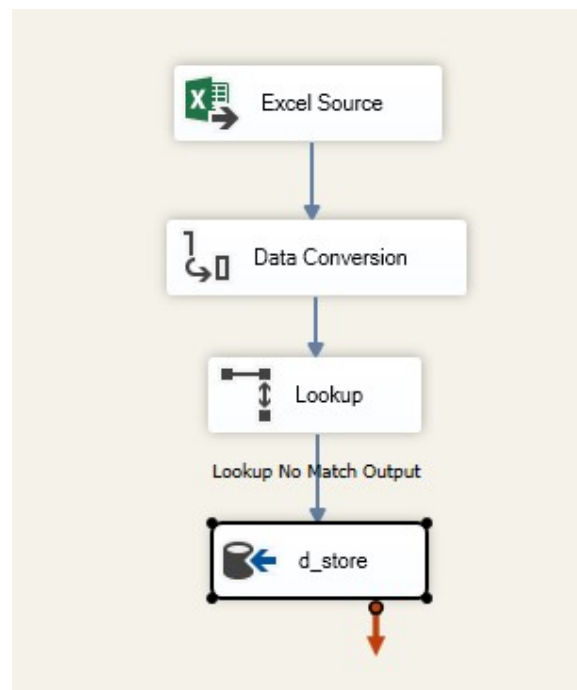 Excel Source
Data Conversion
Lookup
Lookup No Match Output
d_store